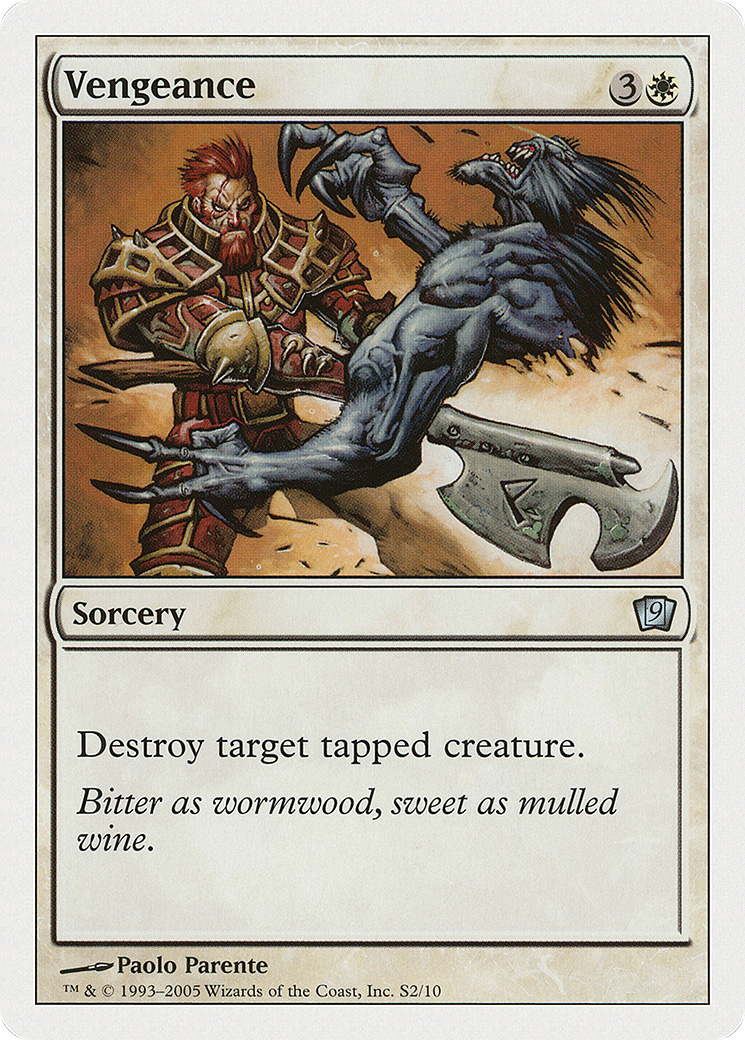 Vengeance 3
Sorcery 9
Destroy target tapped creature.
Bitter as wormwood, sweet as mulled
wine.
Paolo Parente
™ & © 1993–2005 Wizards of the Coast, Inc. S2/10